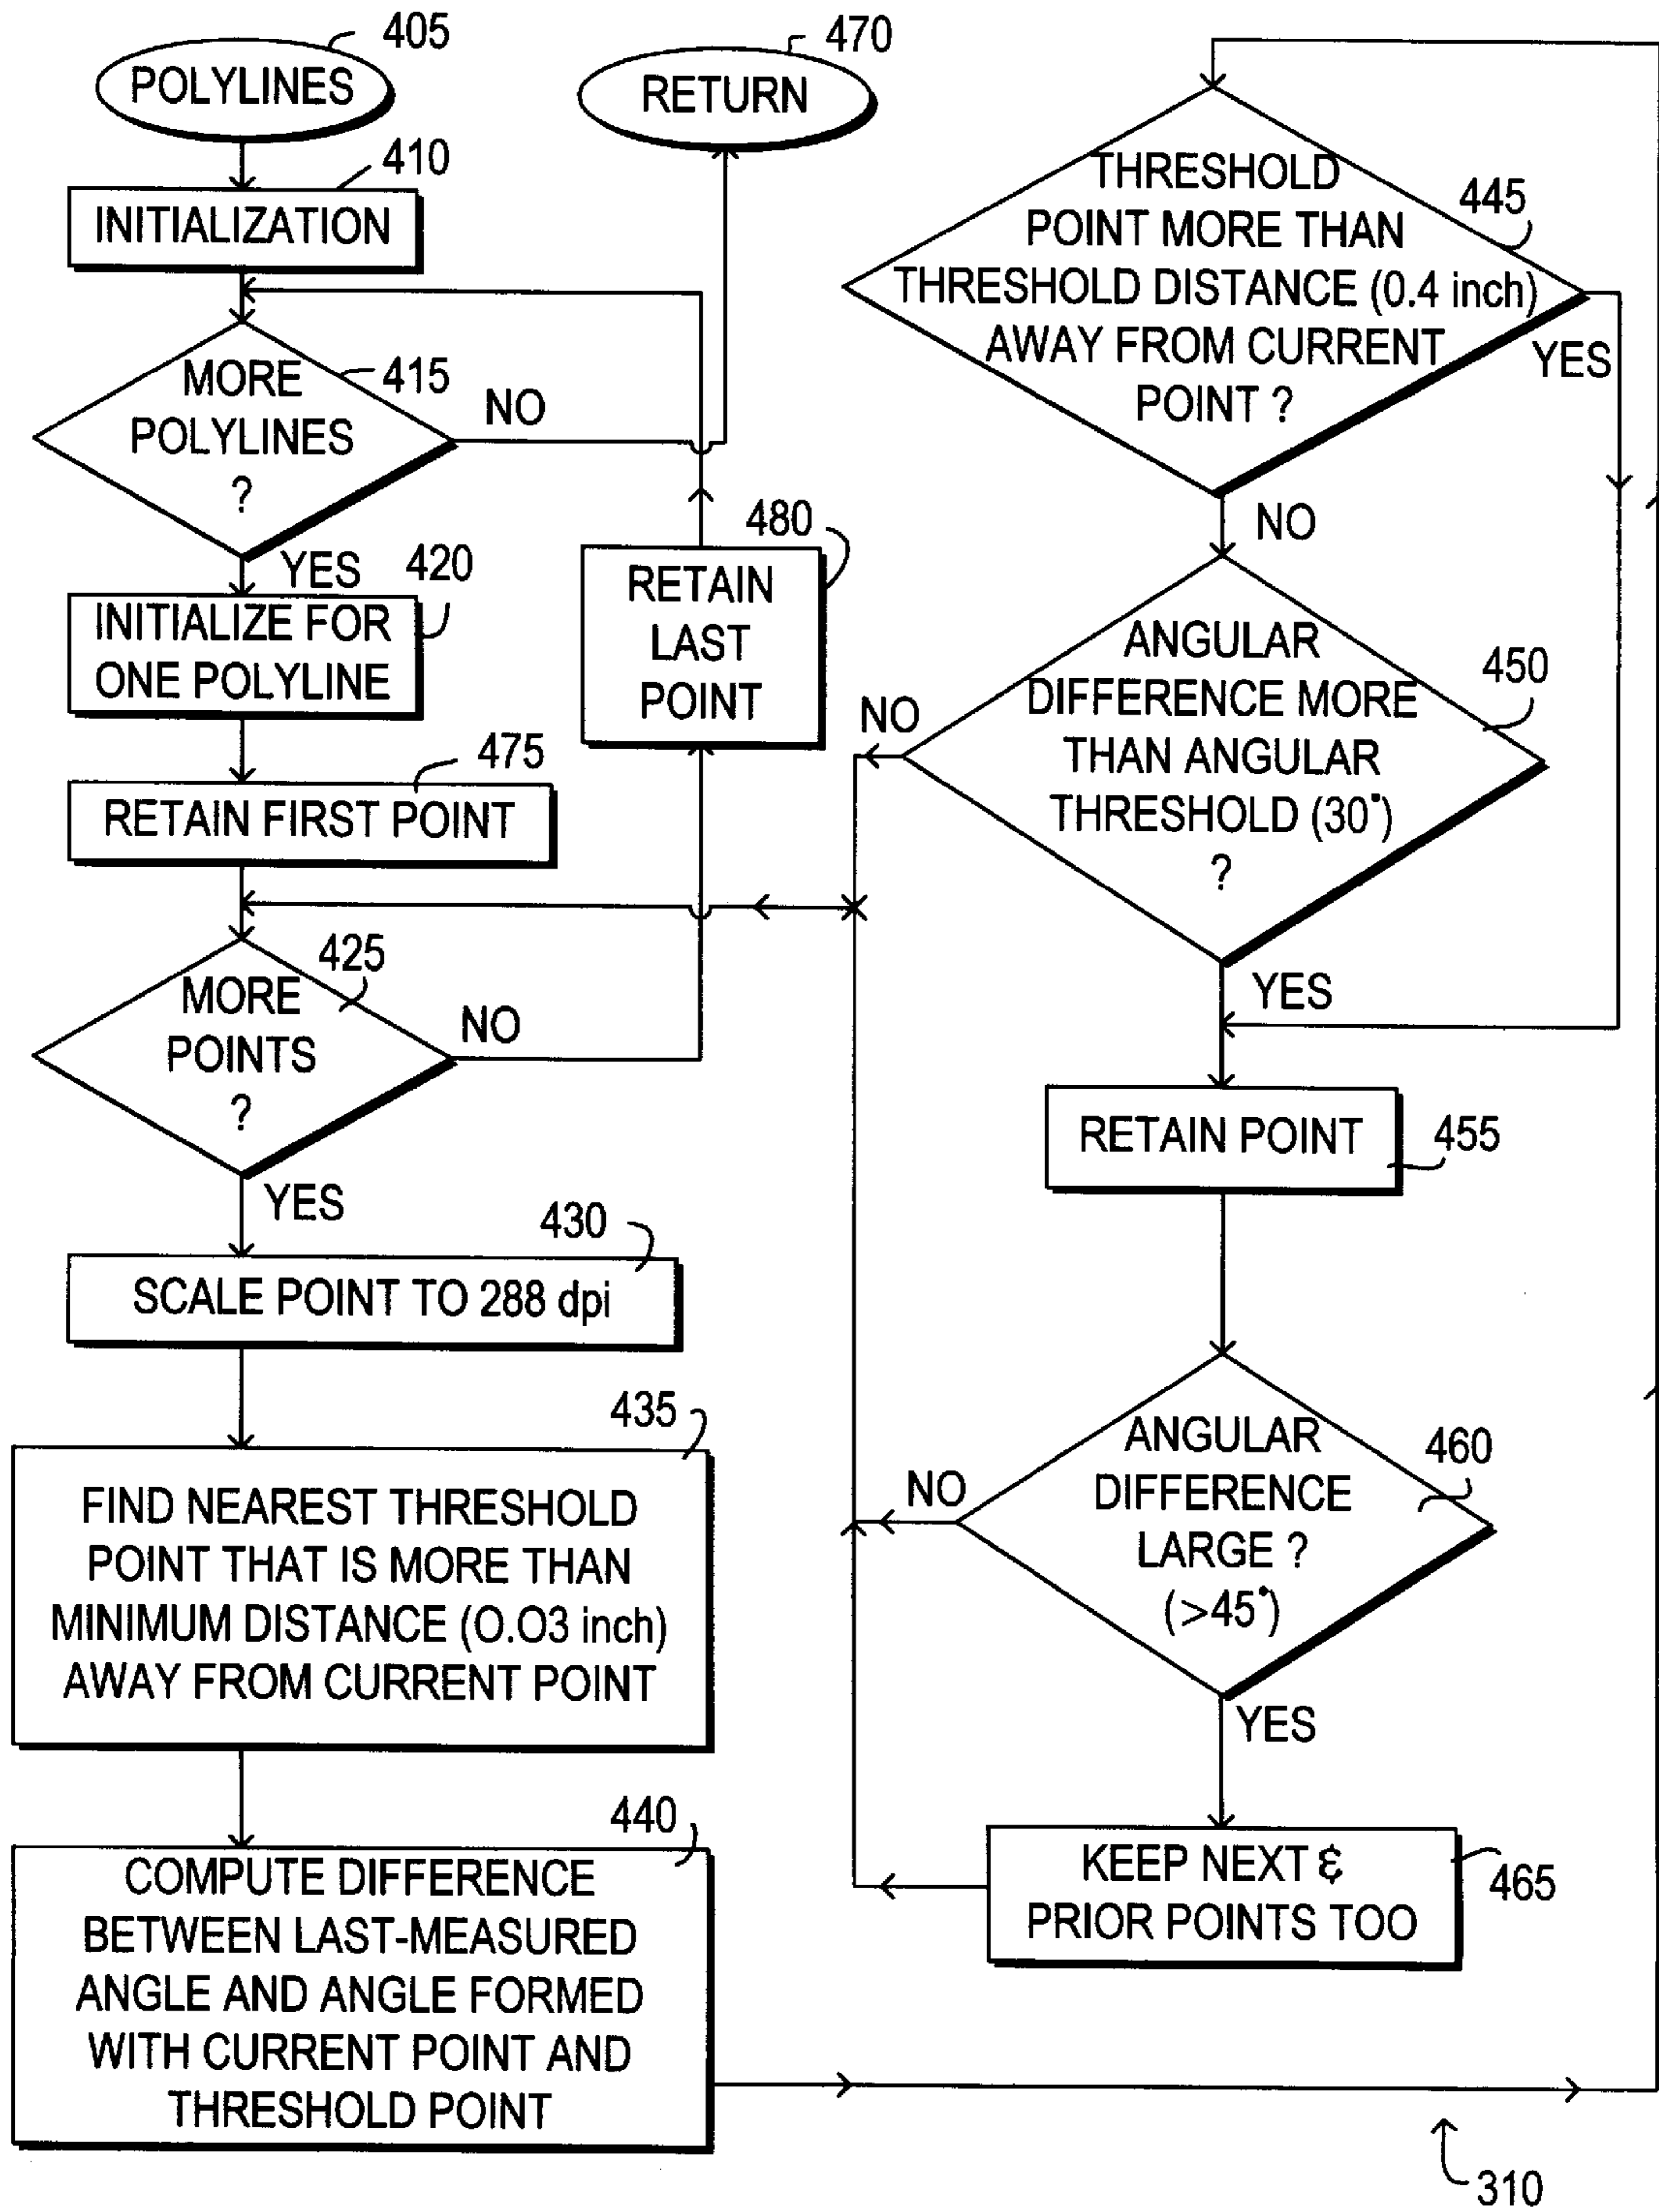 405
POLYLINES
410
INITIALIZATION
415
MORE
POLYLINES
?
NO
YES
420
INITIALIZE FOR
ONE POLYLINE
475
RETAIN FIRST POINT
425
MORE
POINTS
?
NO
YES
430
SCALE POINT TO 288 dpi
435
FIND NEAREST THRESHOLD
POINT THAT IS MORE THAN
MINIMUM DISTANCE (0.03 inch)
AWAY FROM CURRENT POINT
440
COMPUTE DIFFERENCE
BETWEEN LAST-MEASURED
ANGLE AND ANGLE FORMED
WITH CURRENT POINT AND
THRESHOLD POINT
470
RETURN
480
RETAIN
LAST
POINT
445
THRESHOLD
POINT MORE THAN
THRESHOLD DISTANCE (0.4 inch)
AWAY FROM CURRENT
POINT ?
YES
NO
450
ANGULAR
DIFFERENCE MORE
THAN ANGULAR
THRESHOLD (30°)
?
NO
YES
RETAIN POINT
455
460
ANGULAR
DIFFERENCE
LARGE ?
(>45°)
NO
YES
KEEP NEXT &
PRIOR POINTS TOO
465
310